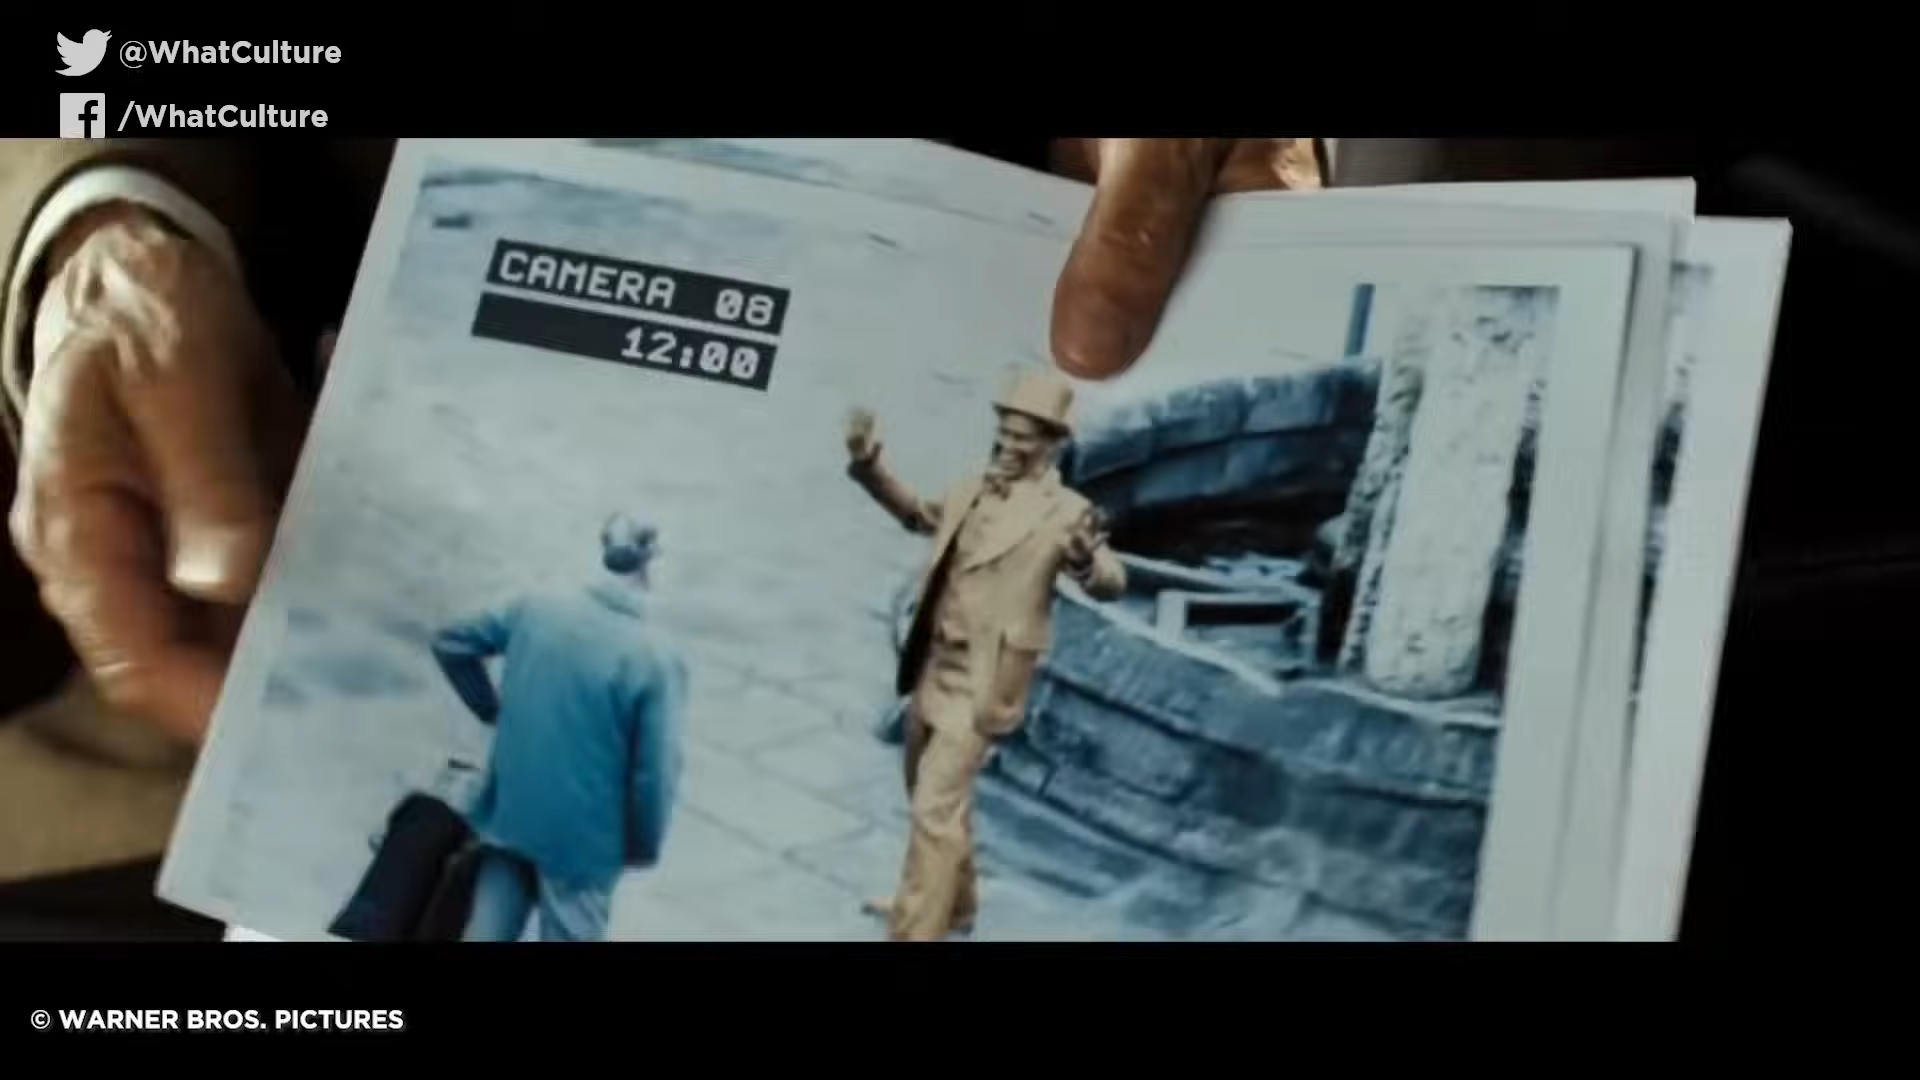 @WhatCulture
/WhatCulture
CAMERA 08
12:00
© WARNER BROS. PICTURES